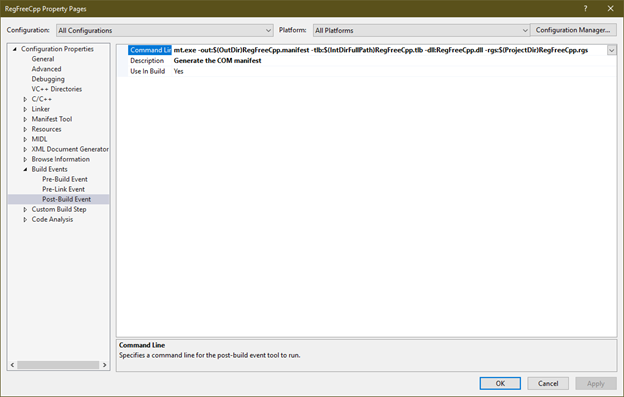 RegFreeCpp Property Pages
Configuration: All Configurations Platform: All Platforms Configuration Manager...
Configuration Properties
General
Advanced
Debugging
VC++ Directories
C/C++
Linker
Manifest Tool
Resources
MIDL
XML Document Generator
Browse Information
Build Events
Pre-Build Event
Pre-Link Event
Post-Build Event
Custom Build Step
Code Analysis
Command Lin mt.exe -out:$(OutDir)RegFreeCpp.manifest -tlb:$(IntDirFullPath)RegFreeCpp.tlb -dll:RegFreeCpp.dll -rgs:$(ProjectDir)RegFreeCpp.rgs
Description Generate the COM manifest
Use In Build Yes
Command Line
Specifies a command line for the post-build event tool to run.
OK Cancel Apply